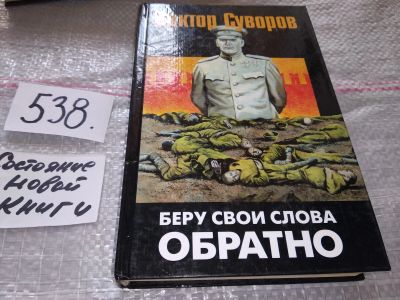 Виктор Суворов
БЕРУ СВОИ СЛОВА
ОБРАТНО
538.
Состояние
новой
книги